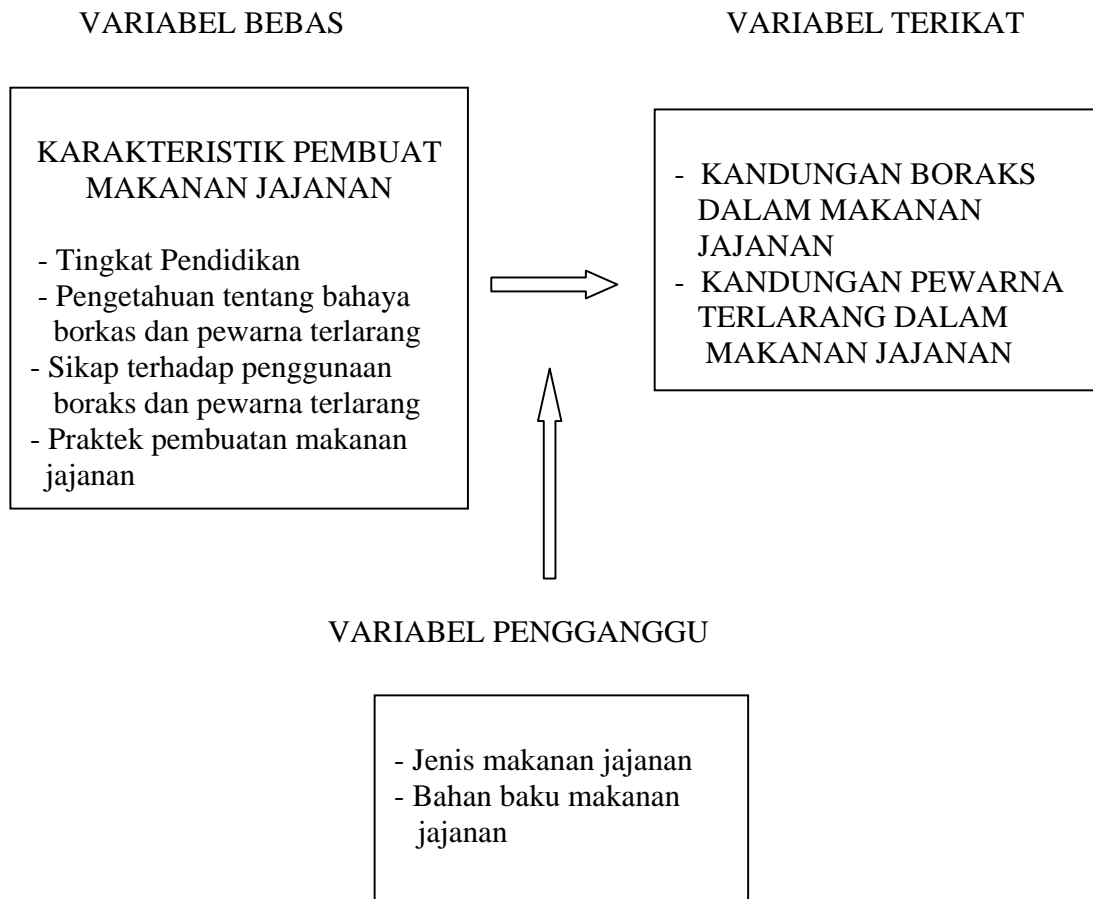 VARIABEL BEBAS
VARIABEL TERIKAT
KARAKTERISTIK PEMBUAT
MAKANAN JAJANAN
- Tingkat Pendidikan
- Pengetahuan tentang bahaya
borkas dan pewarna terlarang
- Sikap terhadap penggunaan
boraks dan pewarna terlarang
- Praktek pembuatan makanan
jajanan
- KANDUNGAN BORAKS
DALAM MAKANAN
JAJANAN
- KANDUNGAN PEWARNA
TERLARANG DALAM
MAKANAN JAJANAN
VARIABEL PENGGANGGU
- Jenis makanan jajanan
- Bahan baku makanan
jajanan